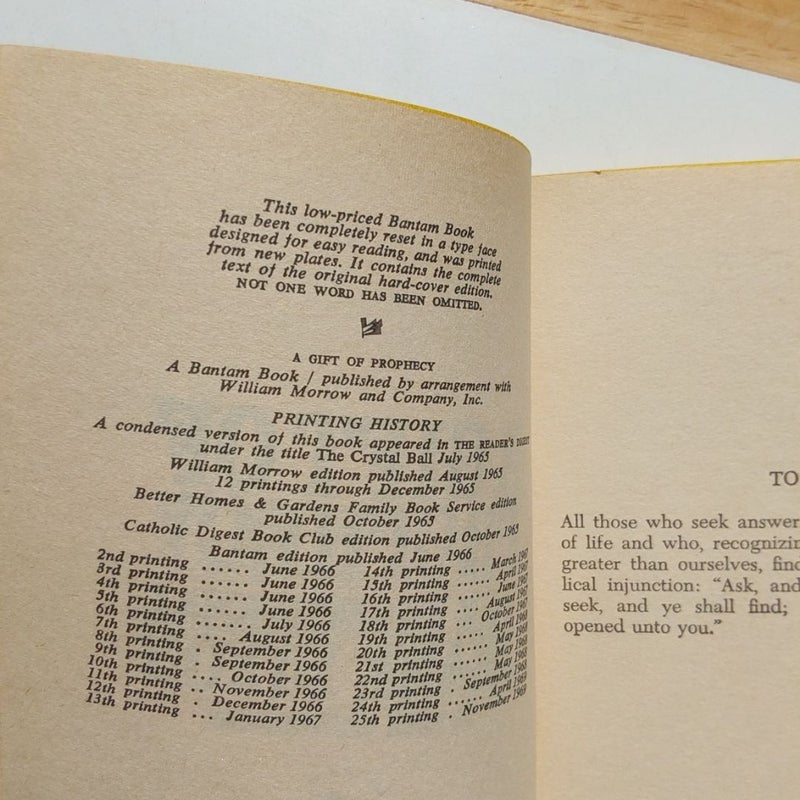 This low-priced Bantam Book
has been completely reset in a type face
designed for easy reading, and was printed
from new plates. It contains the complete
text of the original hard-cover edition.
NOT ONE WORD HAS BEEN OMITTED.
A GIFT OF PROPHECY
A Bantam Book / published by arrangement with
William Morrow and Company, Inc.
PRINTING HISTORY
A condensed version of this book appeared in THE READER'S DIGEST
under the title The Crystal Ball July 1965
William Morrow edition published August 1965
12 printings through December 1965
Better Homes & Gardens Family Book Service edition
published October 1965
Catholic Digest Book Club edition published October 1965
Bantam edition published June 1966
2nd printing ...... June 1966
3rd printing ...... June 1966
4th printing ...... June 1966
5th printing ...... June 1966
6th printing ....... July 1966
7th printing .... August 1966
8th printing . September 1966
9th printing . September 1966
10th printing .... October 1966
11th printing .. November 1966
12th printing . December 1966
13th printing ... January 1967
14th printing ..... March 1967
15th printing ...... April 1967
16th printing ...... June 1967
17th printing .... August 1967
18th printing ... October 1967
19th printing ..... April 1968
20th printing ...... May 1968
21st printing ...... May 1968
22nd printing ...... May 1968
23rd printing . September 1968
24th printing ...... April 1969
25th printing . November 1969
TO
All those who seek answer
of life and who, recognizin
greater than ourselves, find
lical injunction: “Ask, and
seek, and ye shall find;
opened unto you.”